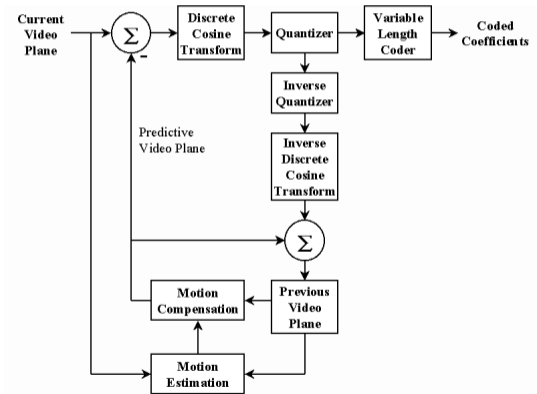 Current
Video
Plane
Σ
-
Discrete
Cosine
Transform
Quantizer
Variable
Length
Coder
Coded
Coefficients
Inverse
Quantizer
Predictive
Video Plane
Inverse
Discrete
Cosine
Transform
Σ
Motion
Compensation
Previous
Video
Plane
Motion
Estimation